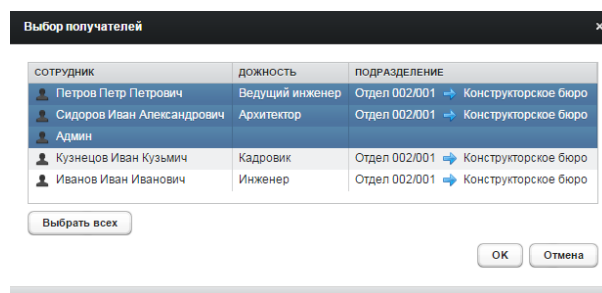 Выбор получателей x
СОТРУДНИК ДОЖНОСТЬ ПОДРАЗДЕЛЕНИЕ
Петров Петр Петрович Ведущий инженер Отдел 002/001 Конструкторское бюро
Сидоров Иван Александрович Архитектор Отдел 002/001 Конструкторское бюро
Админ
Кузнецов Иван Кузьмич Кадровик Отдел 002/001 Конструкторское бюро
Иванов Иван Иванович Инженер Отдел 002/001 Конструкторское бюро
Выбрать всех
ОК Отмена